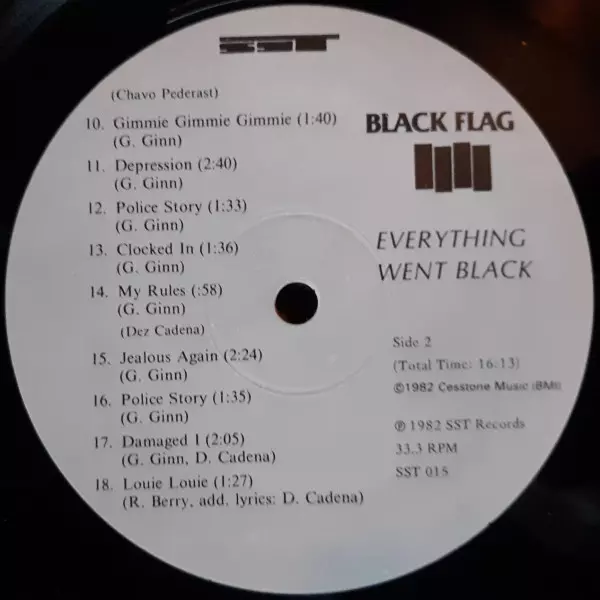 SST
(Chavo Pederast)
10. Gimmie Gimmie Gimmie (1:40)
(G. Ginn)
11. Depression (2:40)
(G. Ginn)
12. Police Story (1:33)
(G. Ginn)
13. Clocked In (1:36)
(G. Ginn)
14. My Rules (:58)
(G. Ginn)
(Dez Cadena)
15. Jealous Again (2:24)
(G. Ginn)
16. Police Story (1:35)
(G. Ginn)
17. Damaged I (2:05)
(G. Ginn, D. Cadena)
18. Louie Louie (1:27)
(R. Berry, add. lyrics: D. Cadena)
BLACK FLAG
EVERYTHING
WENT BLACK
Side 2
(Total Time: 16:13)
©1982 Cesstone Music (BMI)
℗ 1982 SST Records
33.3 RPM
SST 015